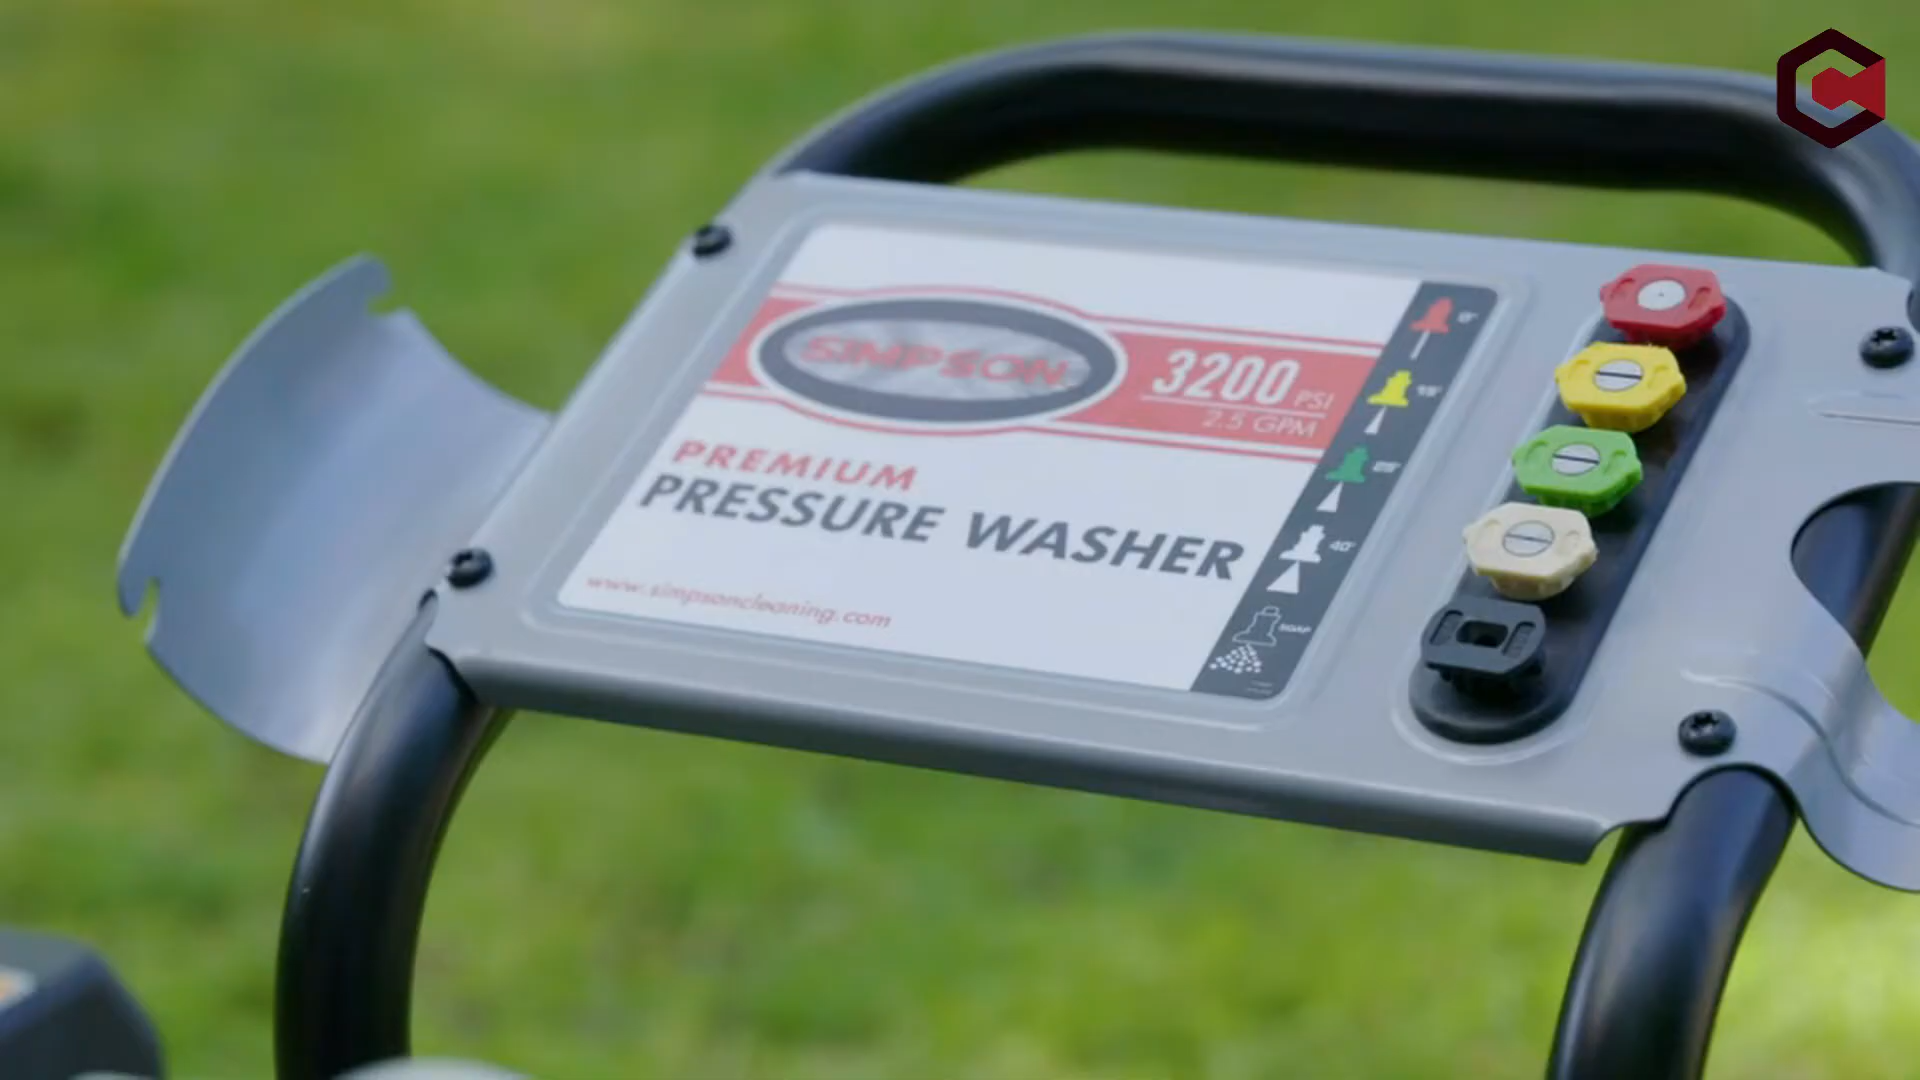 SIMPSON
3200 PSI
2.5 GPM
PREMIUM
PRESSURE WASHER
www.simpsoncleaning.com
0°
15°
25°
40°
SOAP